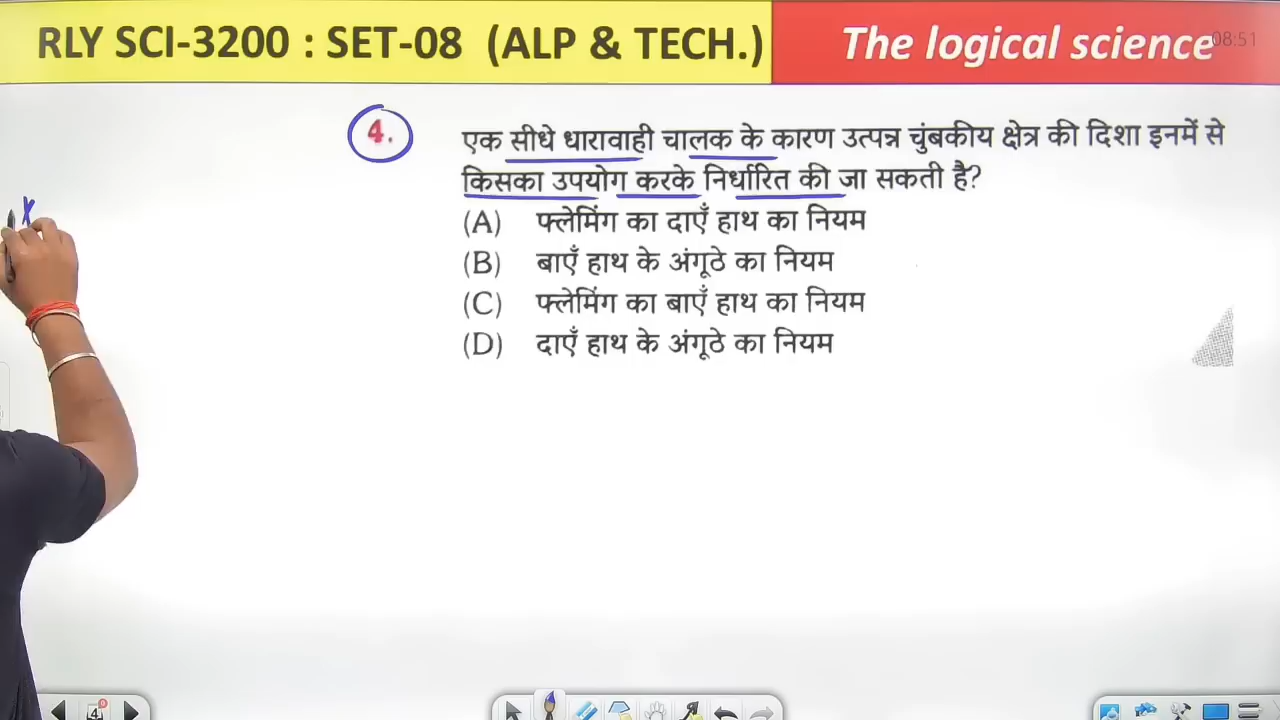 RLY SCI-3200 : SET-08 (ALP & TECH.)
The logical science
08:51
4.
एक सीधे धारावाही चालक के कारण उत्पन्न चुंबकीय क्षेत्र की दिशा इनमें से
किसका उपयोग करके निर्धारित की जा सकती है?
(A) फ्लेमिंग का दाएँ हाथ का नियम
(B) बाएँ हाथ के अंगूठे का नियम
(C) फ्लेमिंग का बाएँ हाथ का नियम
(D) दाएँ हाथ के अंगूठे का नियम
4